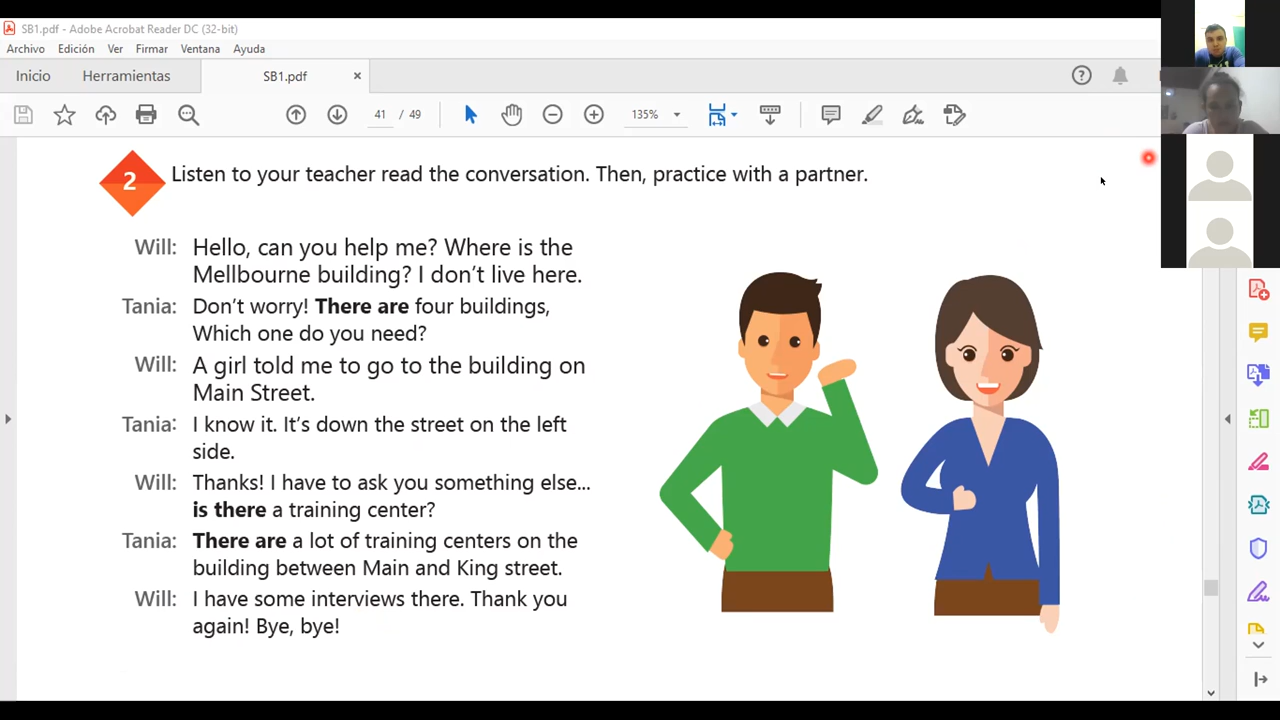 SB1.pdf - Adobe Acrobat Reader DC (32-bit)
Archivo Edición Ver Firmar Ventana Ayuda
Inicio Herramientas SB1.pdf ×
41 / 49 135%
2 Listen to your teacher read the conversation. Then, practice with a partner.
Will: Hello, can you help me? Where is the
Mellbourne building? I don't live here.
Tania: Don't worry! There are four buildings,
Which one do you need?
Will: A girl told me to go to the building on
Main Street.
Tania: I know it. It's down the street on the left
side.
Will: Thanks! I have to ask you something else...
is there a training center?
Tania: There are a lot of training centers on the
building between Main and King street.
Will: I have some interviews there. Thank you
again! Bye, bye!